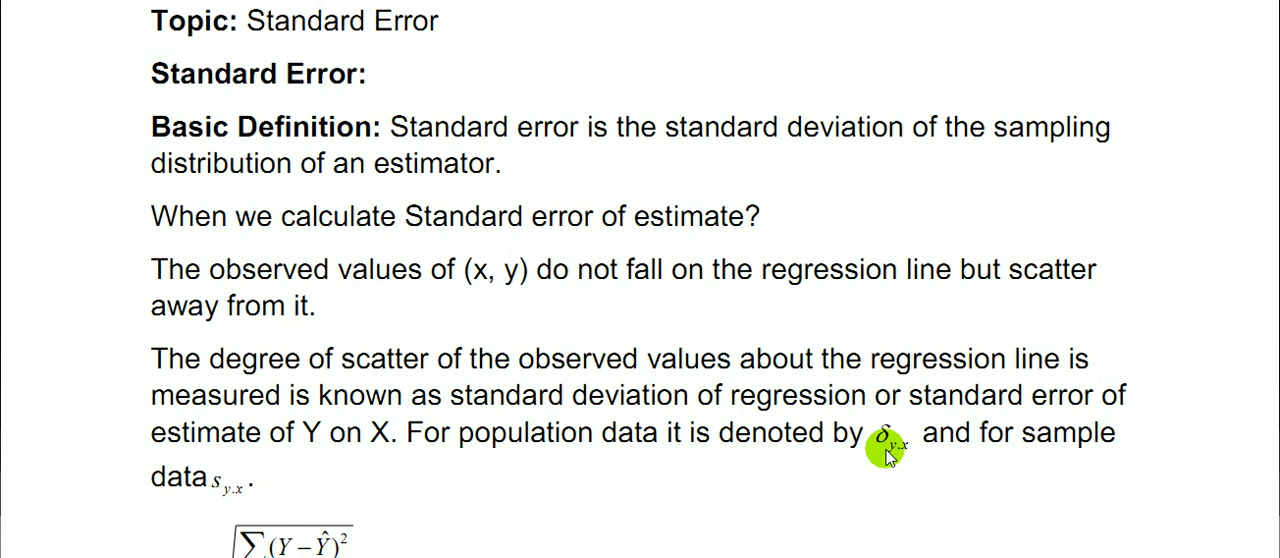 Topic: Standard Error
Standard Error:
Basic Definition: Standard error is the standard deviation of the sampling
distribution of an estimator.
When we calculate Standard error of estimate?
The observed values of (x, y) do not fall on the regression line but scatter
away from it.
The degree of scatter of the observed values about the regression line is
measured is known as standard deviation of regression or standard error of
estimate of Y on X. For population data it is denoted by δ_{y.x} and for sample
data s_{y.x}.
√∑(Y – Ŷ)²